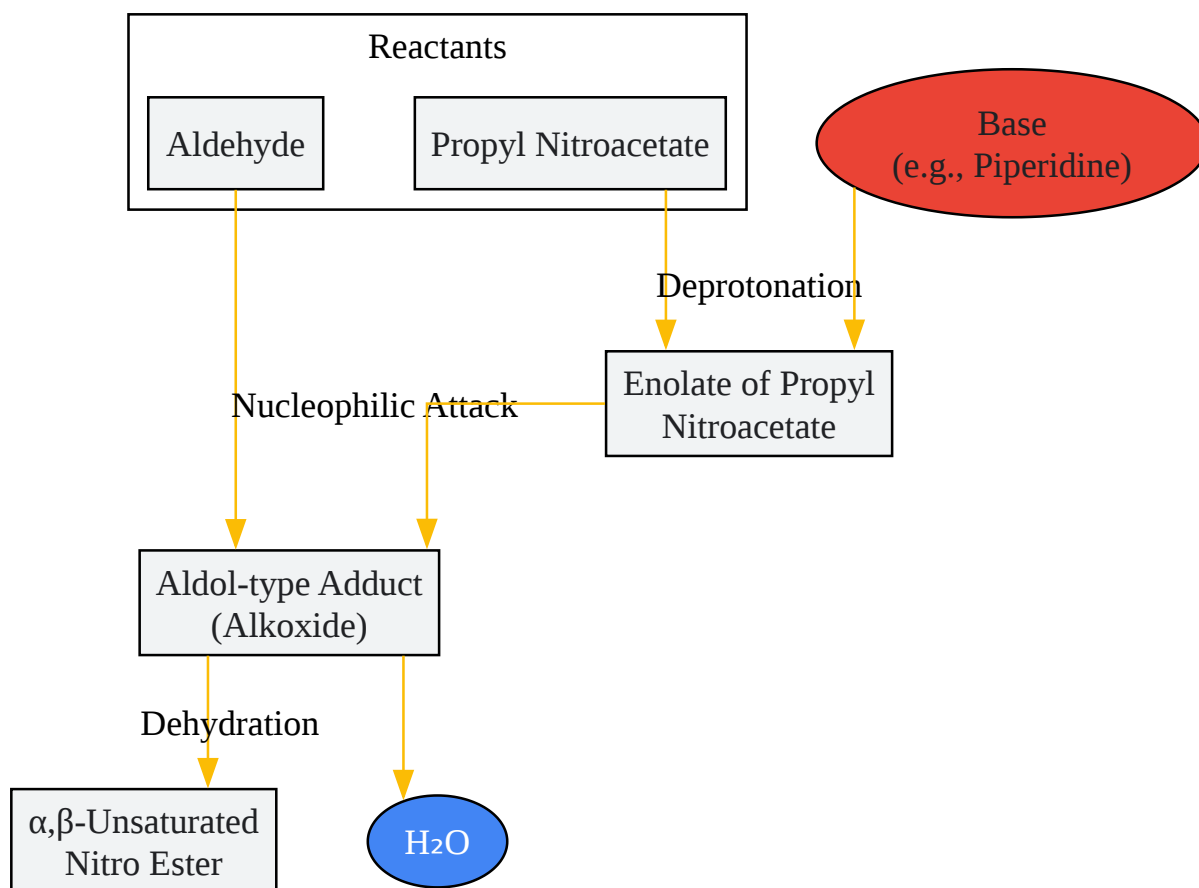 Reactants
Aldehyde
Propyl Nitroacetate
Base
(e.g., Piperidine)
Deprotonation
Enolate of Propyl
Nitroacetate
Nucleophilic Attack
Aldol-type Adduct
(Alkoxide)
Dehydration
α,β-Unsaturated
Nitro Ester
H₂O